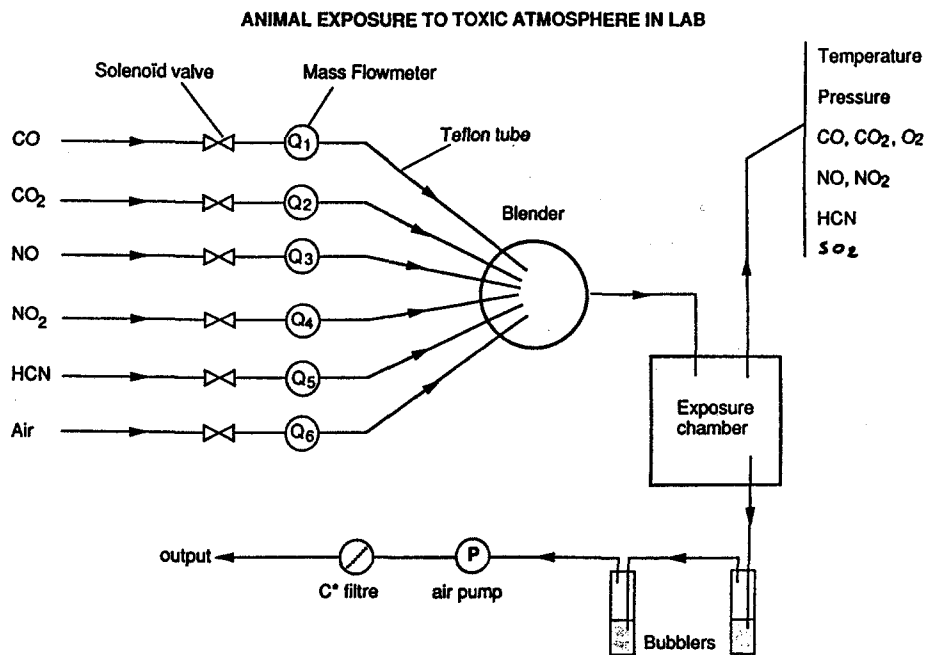 ANIMAL EXPOSURE TO TOXIC ATMOSPHERE IN LAB
Solenoïd valve
Mass Flowmeter
Teflon tube
Blender
CO
Q1
CO2
Q2
NO
Q3
NO2
Q4
HCN
Q5
Air
Q6
Temperature
Pressure
CO, CO2, O2
NO, NO2
HCN
SO2
Exposure
chamber
output
C* filtre
P
air pump
Bubblers